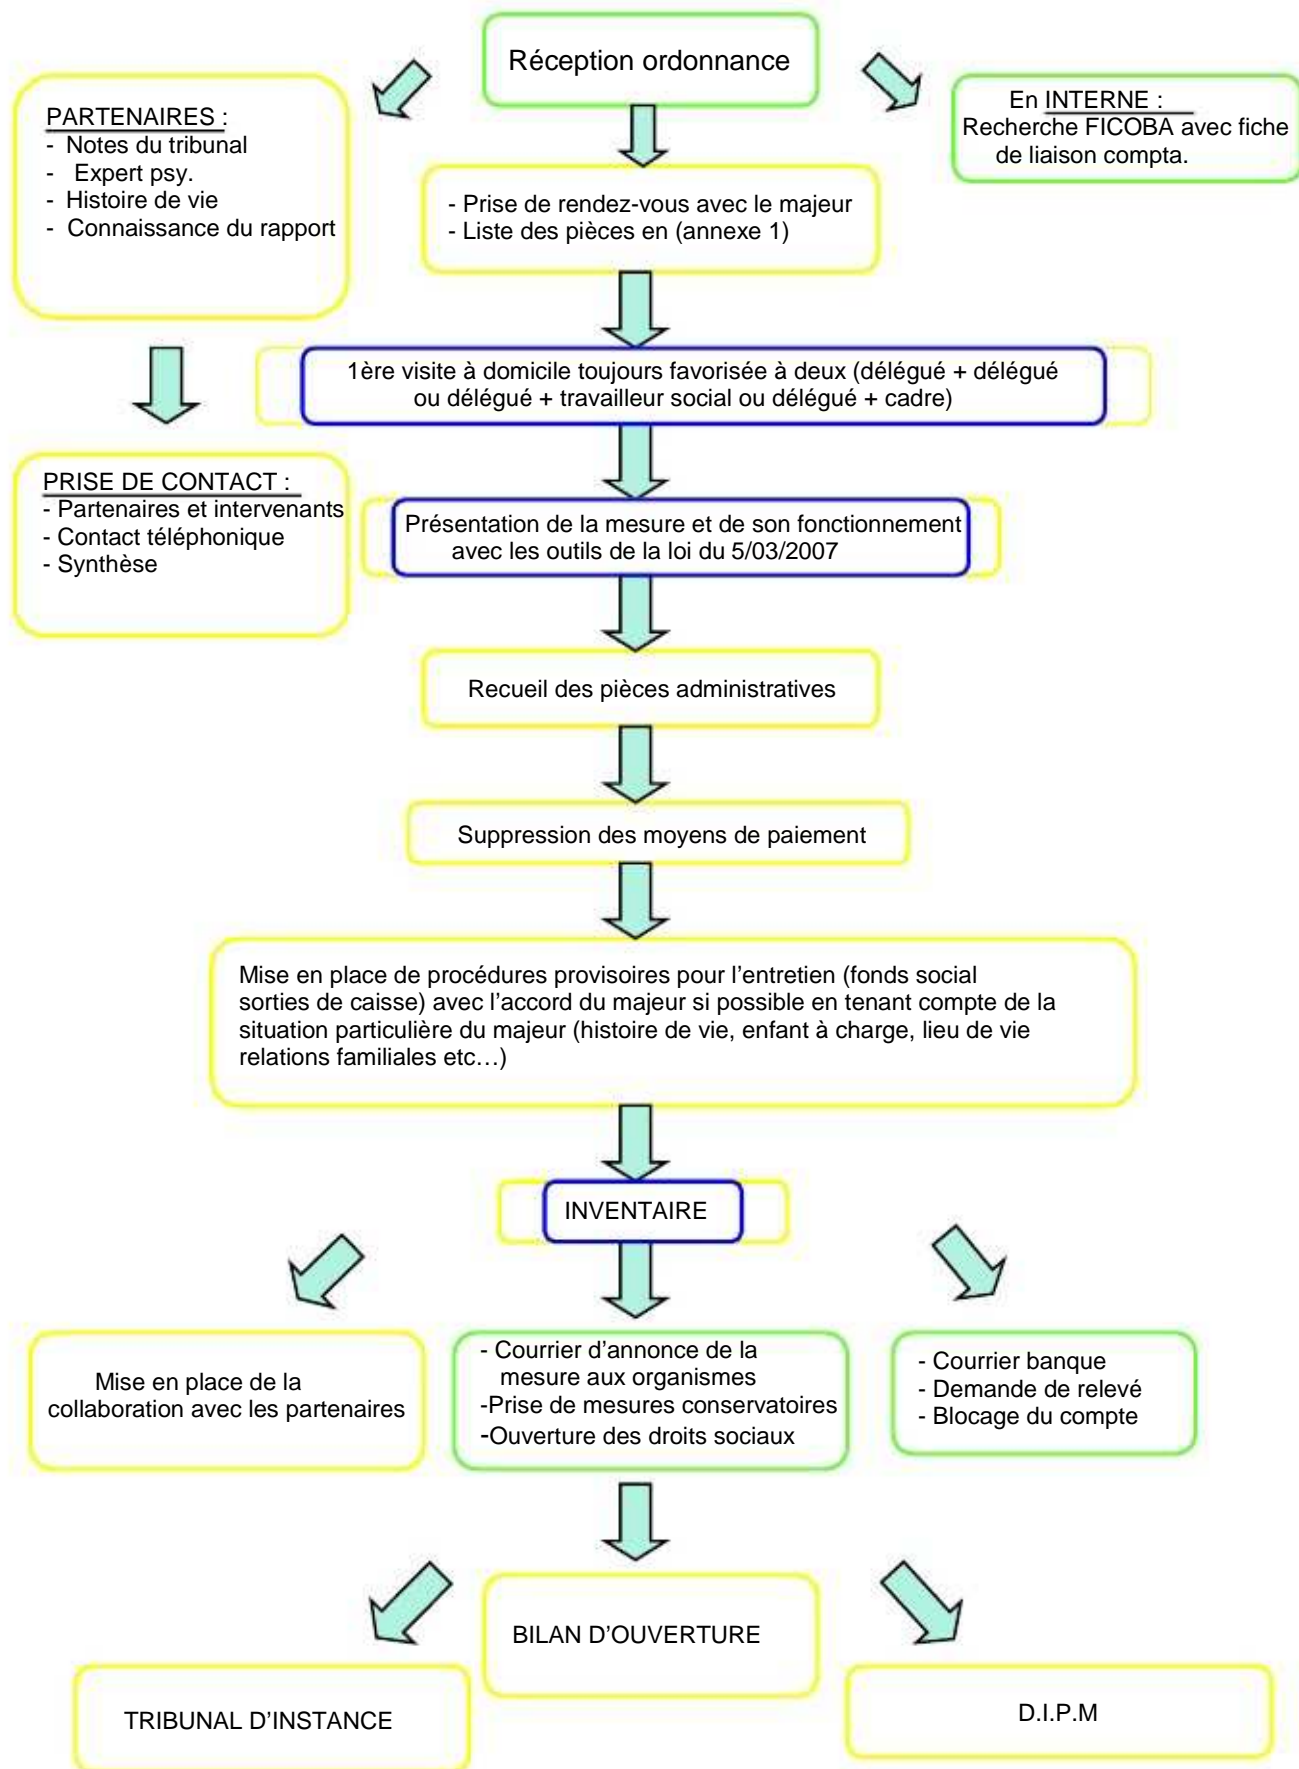 Réception ordonnance
PARTENAIRES :
- Notes du tribunal
- Expert psy.
- Histoire de vie
- Connaissance du rapport
En INTERNE :
Recherche FICOBA avec fiche
de liaison compta.
- Prise de rendez-vous avec le majeur
- Liste des pièces en (annexe 1)
1ère visite à domicile toujours favorisée à deux (délégué + délégué
ou délégué + travailleur social ou délégué + cadre)
PRISE DE CONTACT :
- Partenaires et intervenants
- Contact téléphonique
- Synthèse
Présentation de la mesure et de son fonctionnement
avec les outils de la loi du 5/03/2007
Recueil des pièces administratives
Suppression des moyens de paiement
Mise en place de procédures provisoires pour l’entretien (fonds social
sorties de caisse) avec l’accord du majeur si possible en tenant compte de la
situation particulière du majeur (histoire de vie, enfant à charge, lieu de vie
relations familiales etc…)
INVENTAIRE
Mise en place de la
collaboration avec les partenaires
- Courrier d’annonce de la
mesure aux organismes
-Prise de mesures conservatoires
-Ouverture des droits sociaux
- Courrier banque
- Demande de relevé
- Blocage du compte
BILAN D’OUVERTURE
TRIBUNAL D’INSTANCE
D.I.P.M